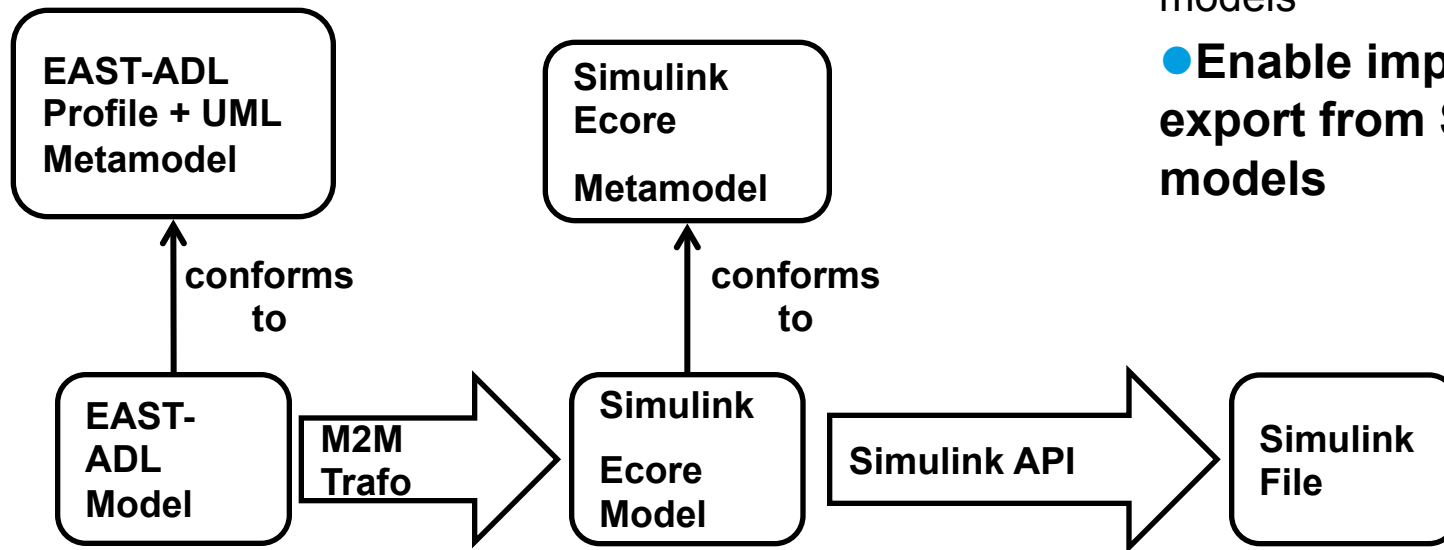 models
●Enable imp
export from S
models
EAST-ADL
Profile + UML
Metamodel
Simulink
Ecore
Metamodel
conforms
to
conforms
to
EAST-
ADL
Model
M2M
Trafo
Simulink
Ecore
Model
Simulink API
Simulink
File